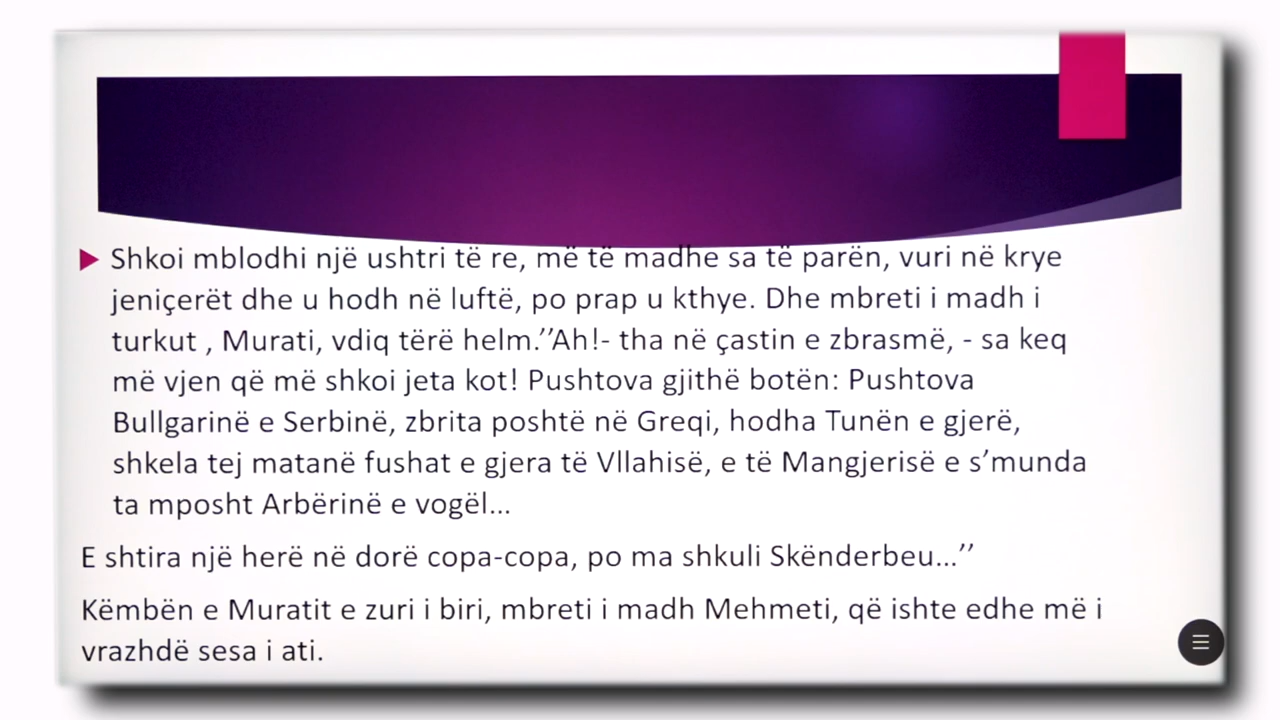 Shkoi mblodhi një ushtri të re, më të madhe sa të parën, vuri në krye
jeniçerët dhe u hodh në luftë, po prap u kthye. Dhe mbreti i madh i
turkut , Murati, vdiq tërë helm.’’Ah!- tha në çastin e zbrasmë, - sa keq
më vjen që më shkoi jeta kot! Pushtova gjithë botën: Pushtova
Bullgarinë e Serbinë, zbrita poshtë në Greqi, hodha Tunën e gjerë,
shkela tej matanë fushat e gjera të Vllahisë, e të Mangjerisë e s’munda
ta mposht Arbërinë e vogël...
E shtira një herë në dorë copa-copa, po ma shkuli Skënderbeu...’’
Këmbën e Muratit e zuri i biri, mbreti i madh Mehmeti, që ishte edhe më i
vrazhdë sesa i ati.